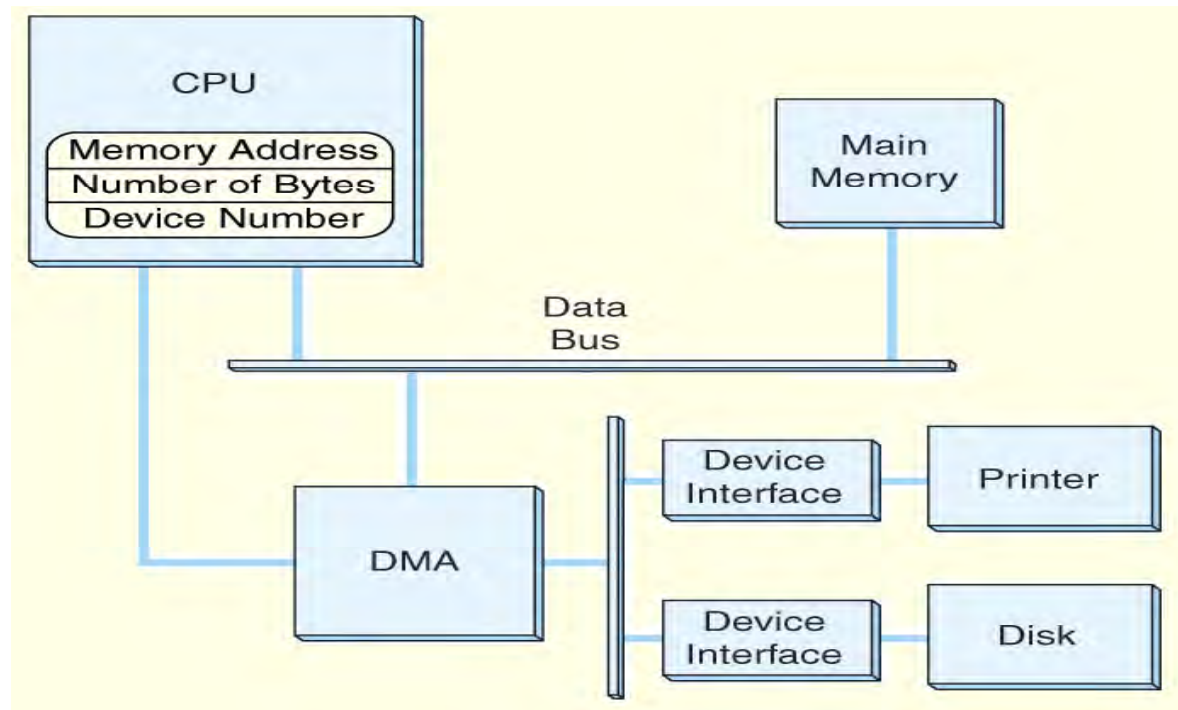 CPU
Memory Address
Number of Bytes
Device Number
Main
Memory
Data
Bus
DMA
Device
Interface
Printer
Device
Interface
Disk